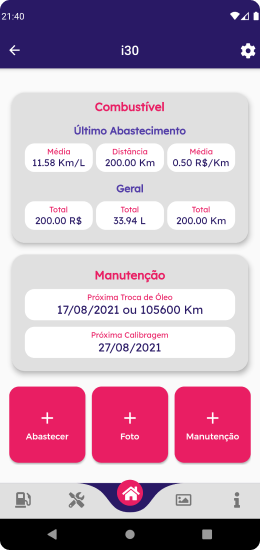 21:40
i30
Combustível
Último Abastecimento
Média Distância Média
11.58 Km/L 200.00 Km 0.50 R$/Km
Geral
Total Total Total
200.00 R$ 33.94 L 200.00 Km
Manutenção
Próxima Troca de Óleo
17/08/2021 ou 105600 Km
Próxima Calibragem
27/08/2021
Abastecer Foto Manutenção